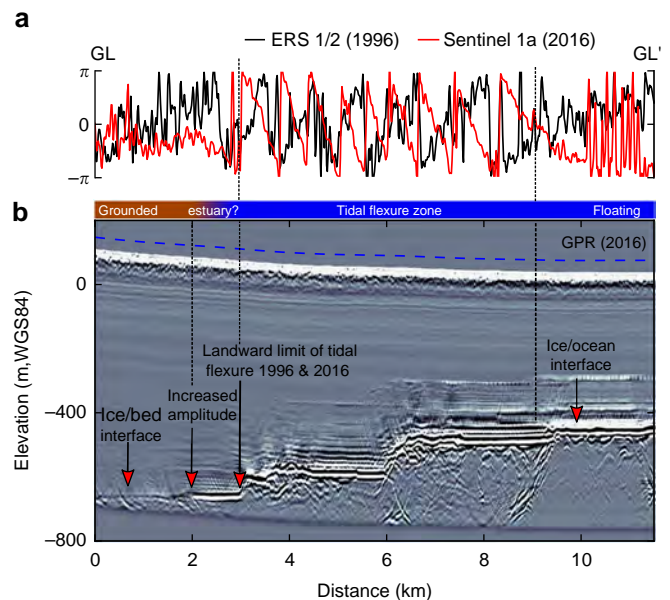 a
ERS 1/2 (1996) Sentinel 1a (2016)
GL GL'
π
0
−π
b
Grounded estuary? Tidal flexure zone Floating
GPR (2016)
0
−200
−400
−600
−800
Elevation (m,WGS84)
Landward limit of tidal
flexure 1996 & 2016
Ice/ocean
interface
Increased
amplitude
Ice/bed
interface
0 2 4 6 8 10
Distance (km)